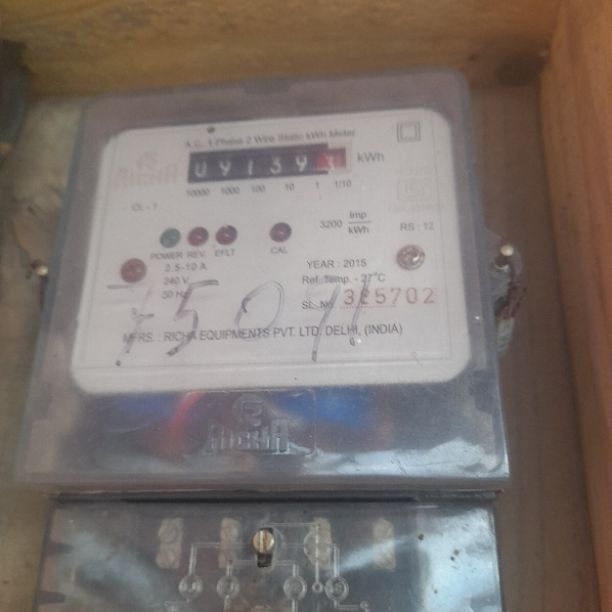 A.C. 1 Phase 2 Wire Static kWh Meter
RICHA
091393 kWh
10000 1000 100 10 1 1/10
CL - 1
3200 Imp/kWh
RS : 12
POWER REV. EFLT CAL
2.5-10 A
240 V
50 Hz
YEAR : 2015
Ref. Temp. - 27°C
SL. No.
75071
MFRS. : RICHA EQUIPMENTS PVT. LTD. DELHI, (INDIA)
RICHA